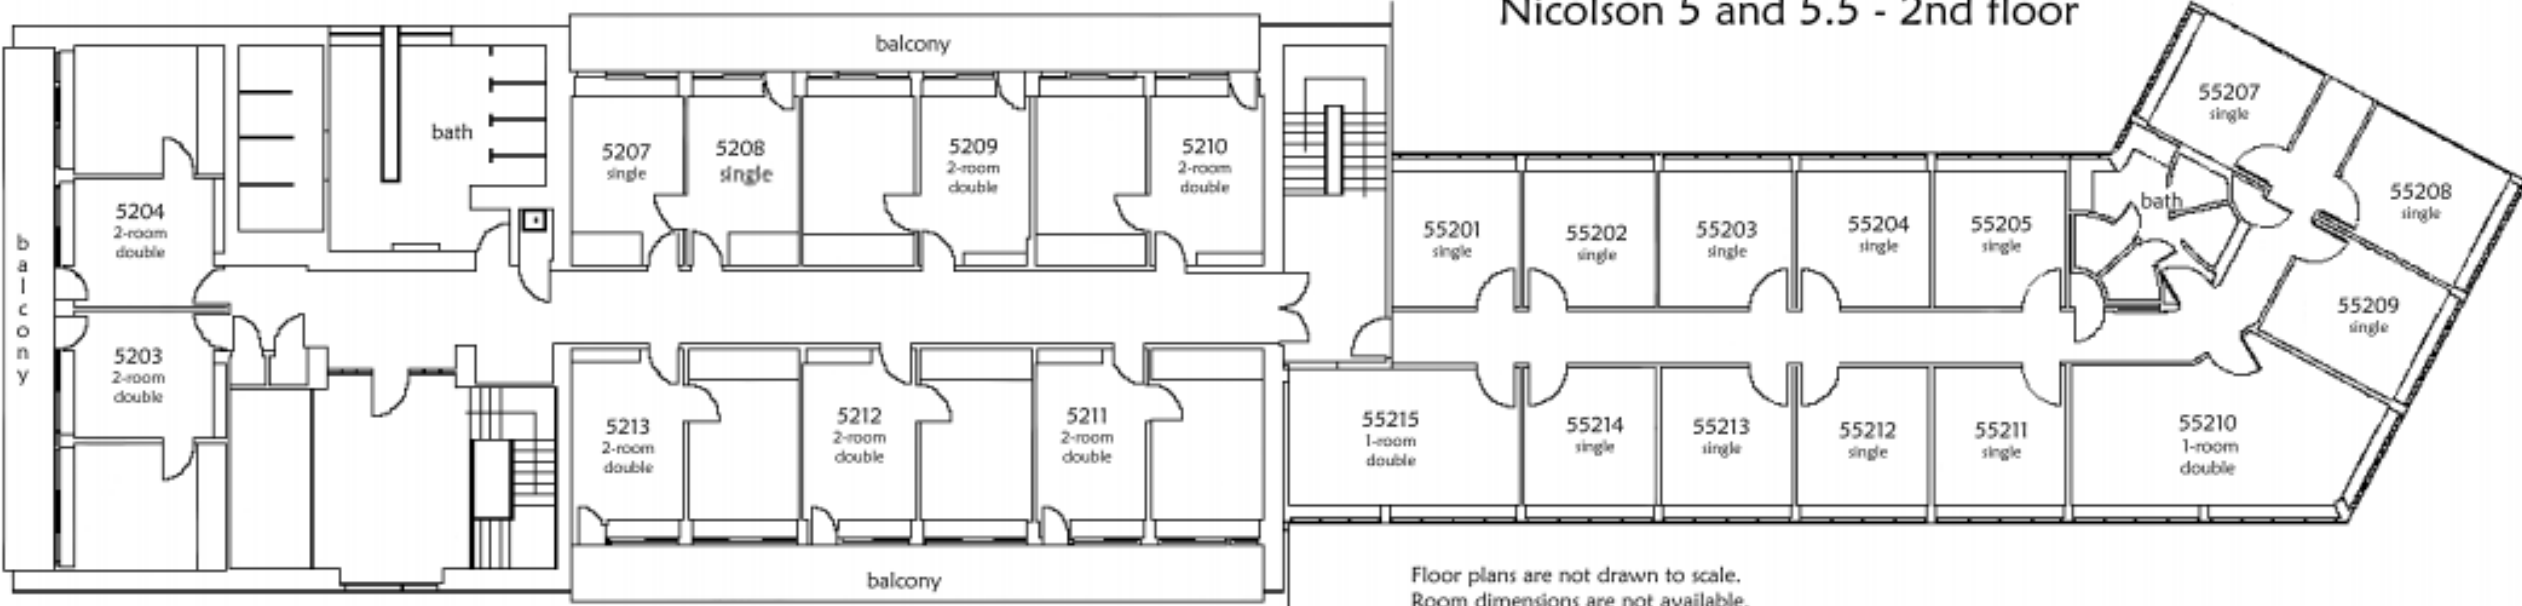 Nicolson 5 and 5.5 - 2nd floor
balcony
balcony
balcony
bath
5204
2-room
double
5203
2-room
double
5207
single
5208
single
5209
2-room
double
5210
2-room
double
5213
2-room
double
5212
2-room
double
5211
2-room
double
55201
single
55202
single
55203
single
55204
single
55205
single
bath
55207
single
55208
single
55209
single
55215
1-room
double
55214
single
55213
single
55212
single
55211
single
55210
1-room
double
Floor plans are not drawn to scale.
Room dimensions are not available.